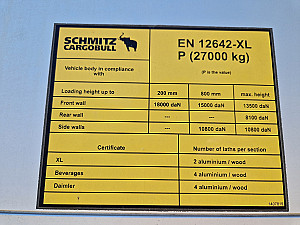 SCHMITZ
CARGOBULL
EN 12642-XL
P (27000 kg)
Vehicle body in compliance
with
(P is the value)
Loading height up to 200 mm 800 mm max. height
Front wall 18000 daN 15000 daN 13500 daN
Rear wall --- --- 8100 daN
Side walls --- 10800 daN 10800 daN
Certificate Number of laths per section
XL 2 aluminium / wood
Beverages 4 aluminium / wood
Daimler 4 aluminium / wood